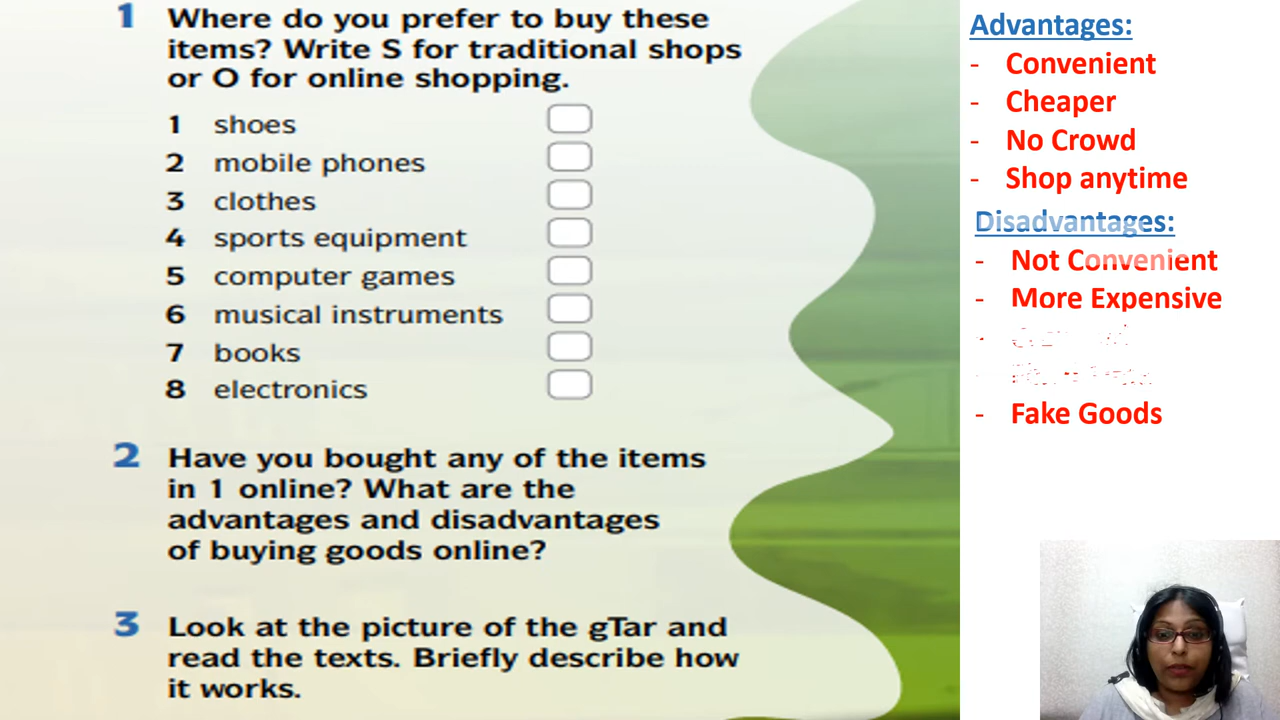 1 Where do you prefer to buy these
items? Write S for traditional shops
or O for online shopping.
1 shoes
2 mobile phones
3 clothes
4 sports equipment
5 computer games
6 musical instruments
7 books
8 electronics
2 Have you bought any of the items
in 1 online? What are the
advantages and disadvantages
of buying goods online?
3 Look at the picture of the gTar and
read the texts. Briefly describe how
it works.
Advantages:
- Convenient
- Cheaper
- No Crowd
- Shop anytime
Disadvantages:
- Not Convenient
- More Expensive
- Fake Goods